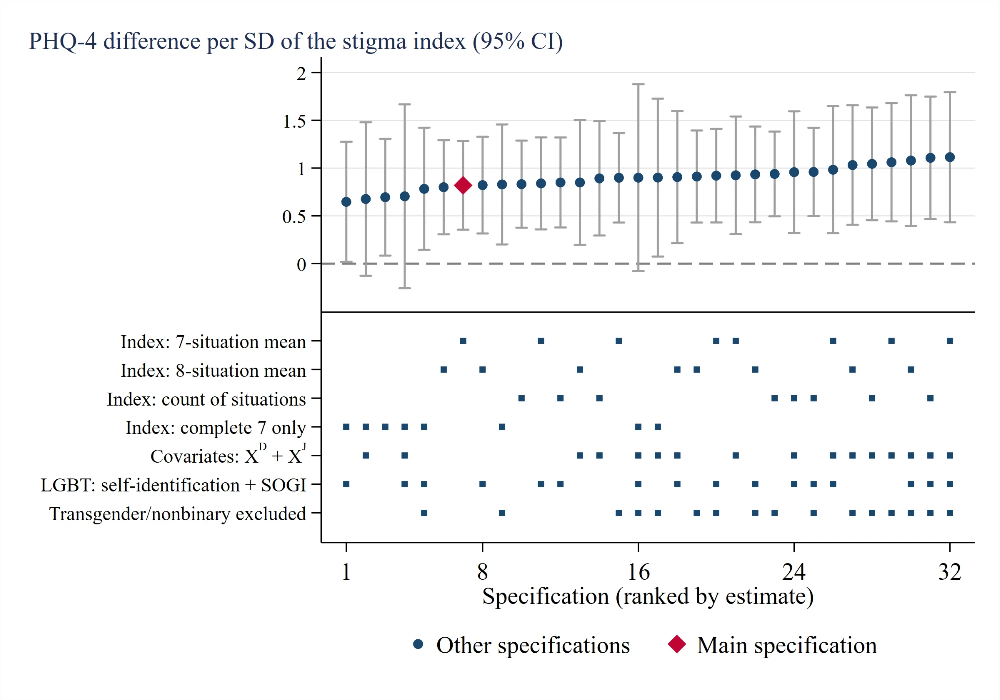 PHQ-4 difference per SD of the stigma index (95% CI)
2
1.5
1
0.5
0
Index: 7-situation mean
Index: 8-situation mean
Index: count of situations
Index: complete 7 only
Covariates: Xᴰ + Xᴶ
LGBT: self-identification + SOGI
Transgender/nonbinary excluded
1 8 16 24 32
Specification (ranked by estimate)
Other specifications Main specification